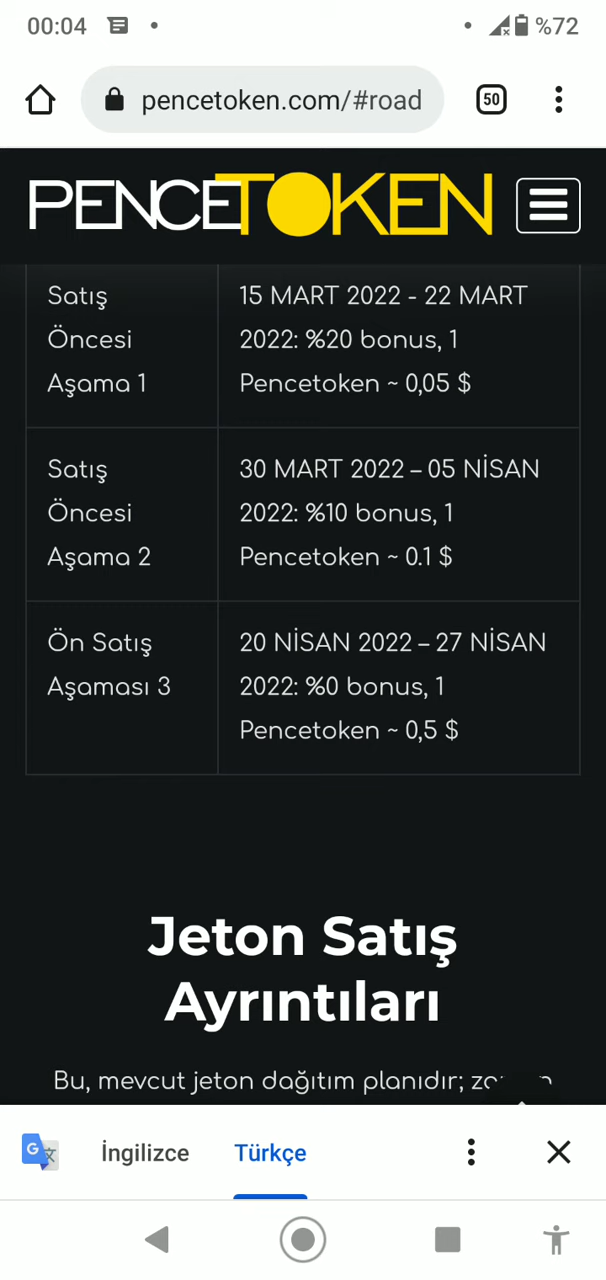 00:04 %72
pencetoken.com/#road 50
PENCETOKEN
Satış
Öncesi
Aşama 1
15 MART 2022 - 22 MART
2022: %20 bonus, 1
Pencetoken ~ 0,05 $
Satış
Öncesi
Aşama 2
30 MART 2022 – 05 NİSAN
2022: %10 bonus, 1
Pencetoken ~ 0.1 $
Ön Satış
Aşaması 3
20 NİSAN 2022 – 27 NİSAN
2022: %0 bonus, 1
Pencetoken ~ 0,5 $
Jeton Satış
Ayrıntıları
Bu, mevcut jeton dağıtım planıdır;
İngilizce Türkçe